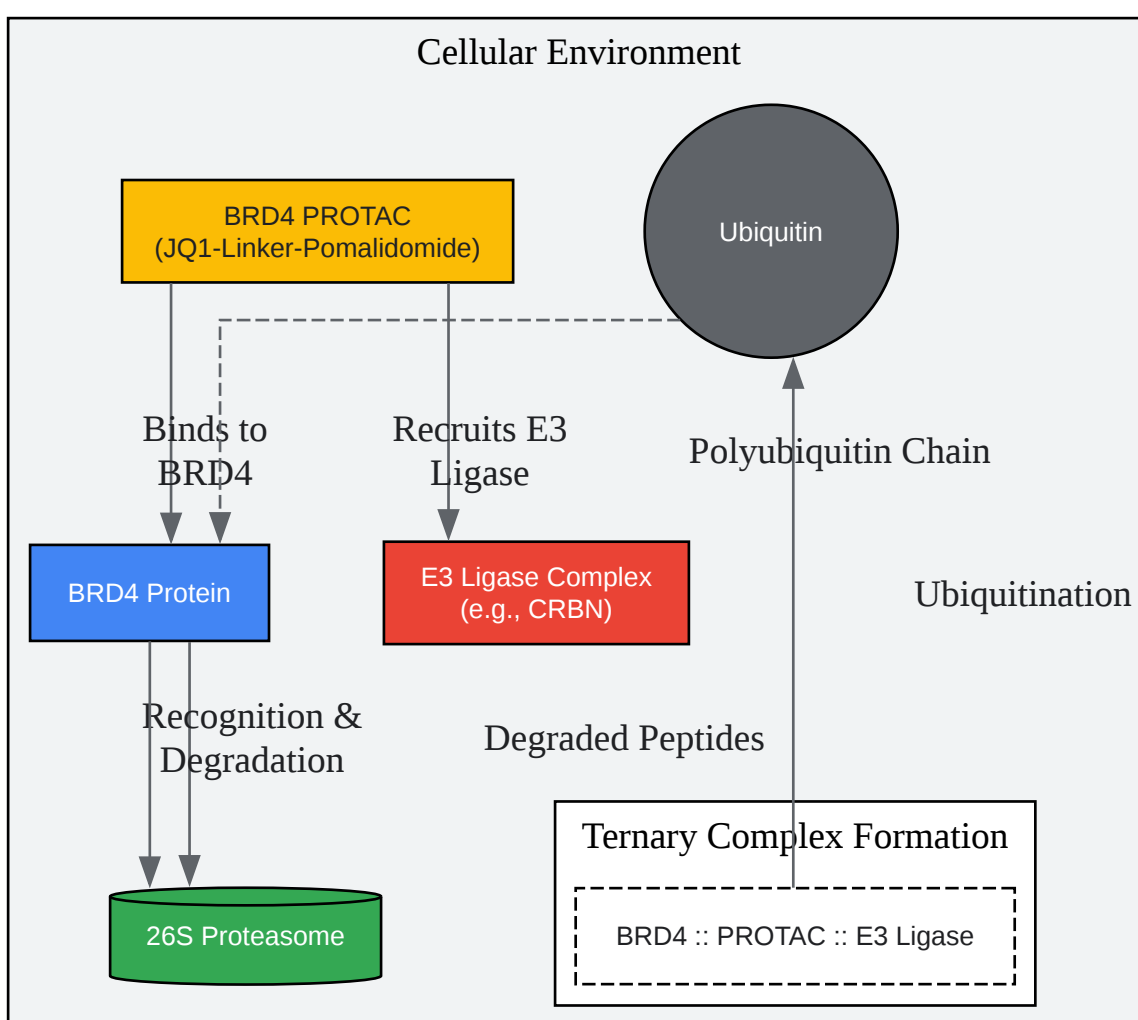 Cellular Environment
BRD4 PROTAC
(JQ1-Linker-Pomalidomide)
Ubiquitin
Binds to
BRD4
Recruits E3
Ligase
Polyubiquitin Chain
BRD4 Protein
E3 Ligase Complex
(e.g., CRBN)
Ubiquitination
Recognition &
Degradation
Degraded Peptides
Ternary Complex Formation
26S Proteasome
BRD4 :: PROTAC :: E3 Ligase